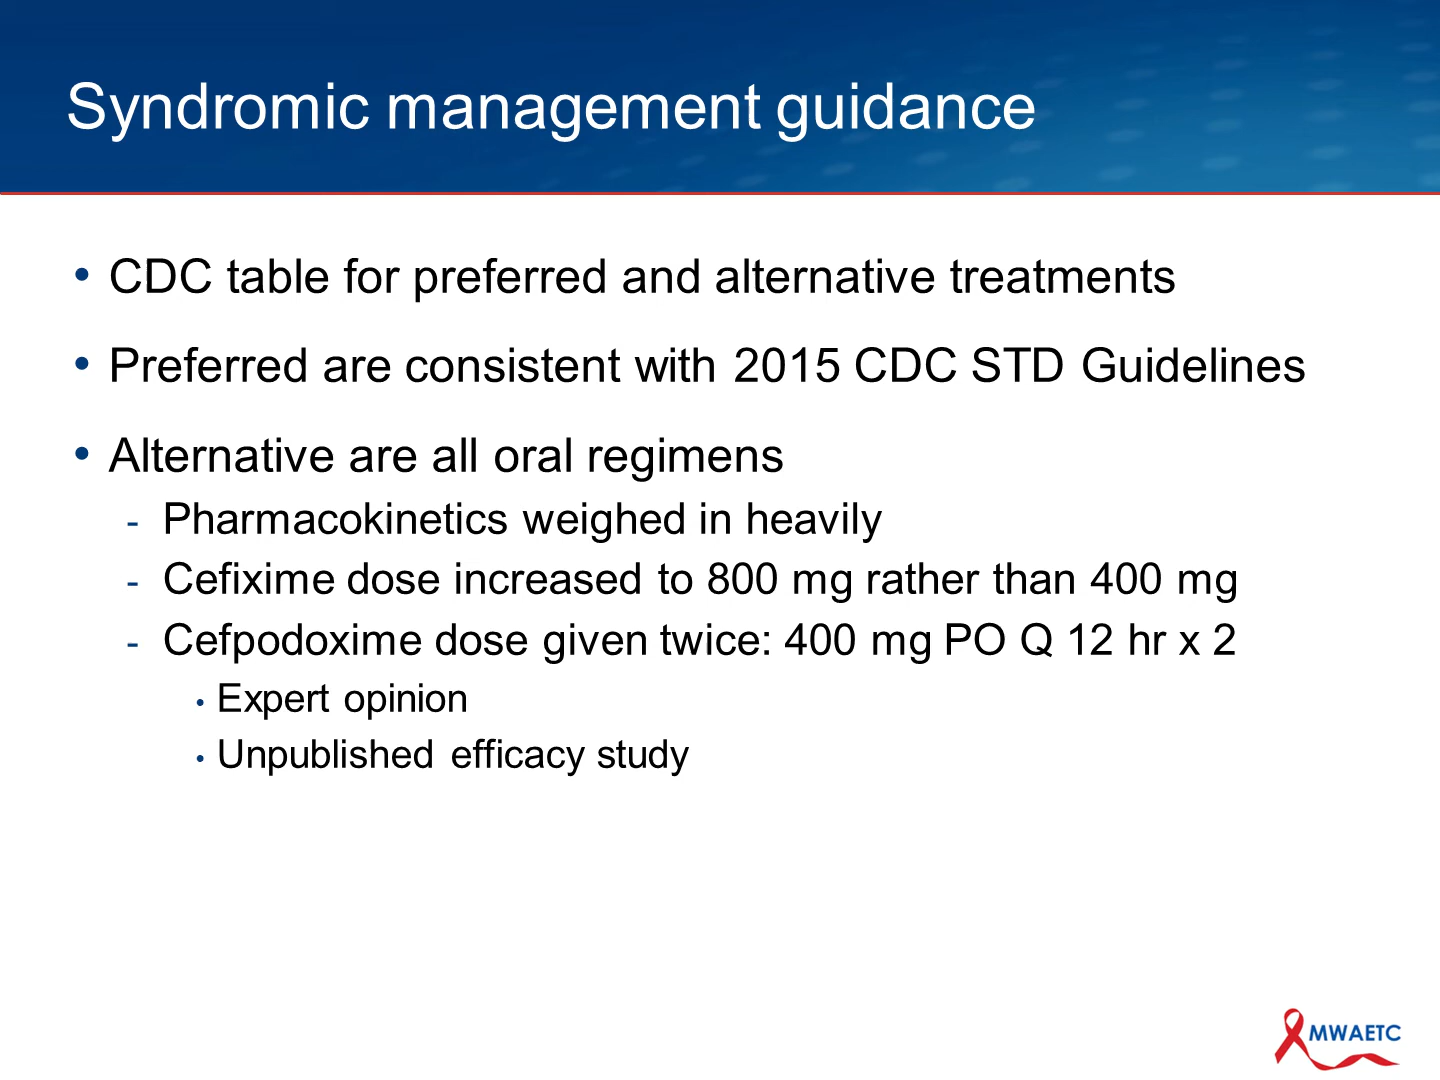 Syndromic management guidance
• CDC table for preferred and alternative treatments
• Preferred are consistent with 2015 CDC STD Guidelines
• Alternative are all oral regimens
- Pharmacokinetics weighed in heavily
- Cefixime dose increased to 800 mg rather than 400 mg
- Cefpodoxime dose given twice: 400 mg PO Q 12 hr x 2
• Expert opinion
• Unpublished efficacy study
MWAETC